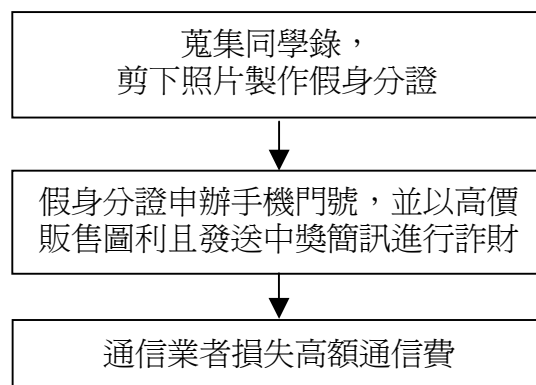 蒐集同學錄，
剪下照片製作假身分證
假身分證申辦手機門號，並以高價
販售圖利且發送中獎簡訊進行詐財
通信業者損失高額通信費